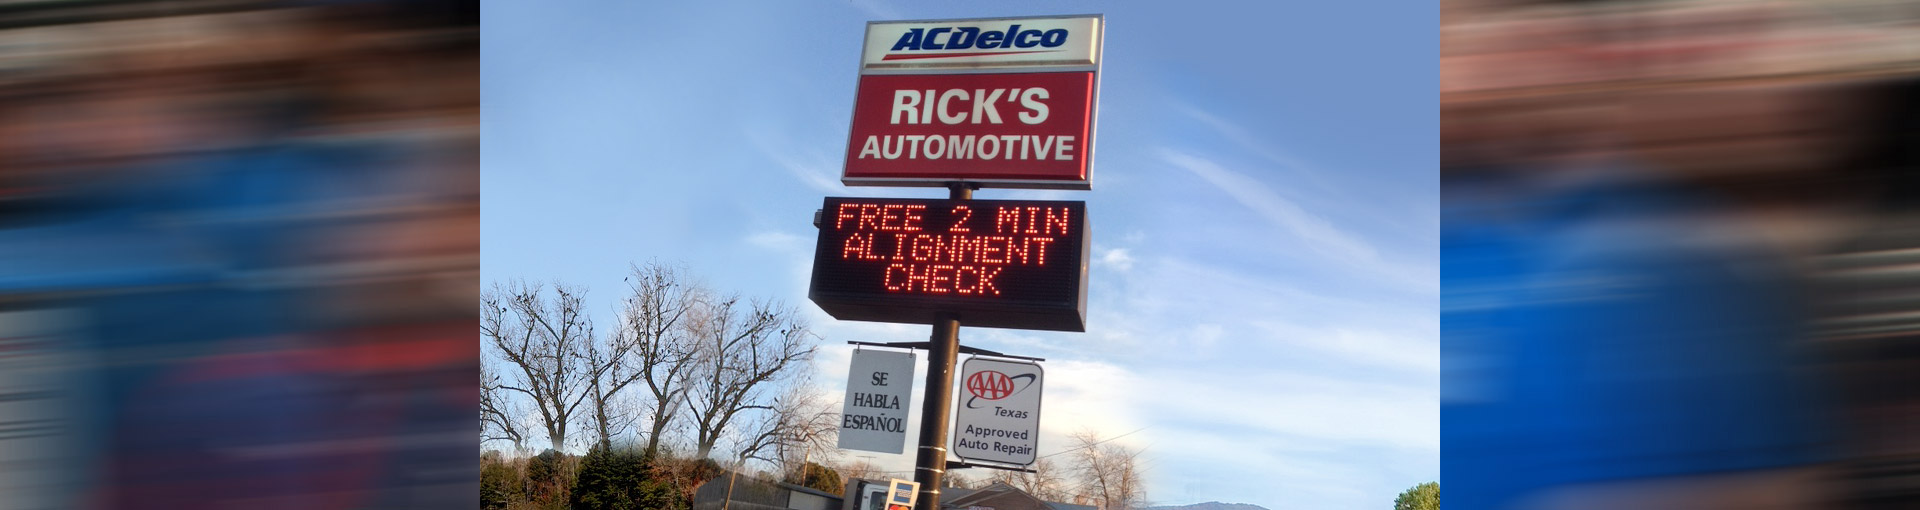 ACDelco
RICK'S
AUTOMOTIVE
FREE 2 MIN
ALIGNMENT
CHECK
SE
HABLA
ESPAÑOL
AAA
Texas
Approved
Auto Repair